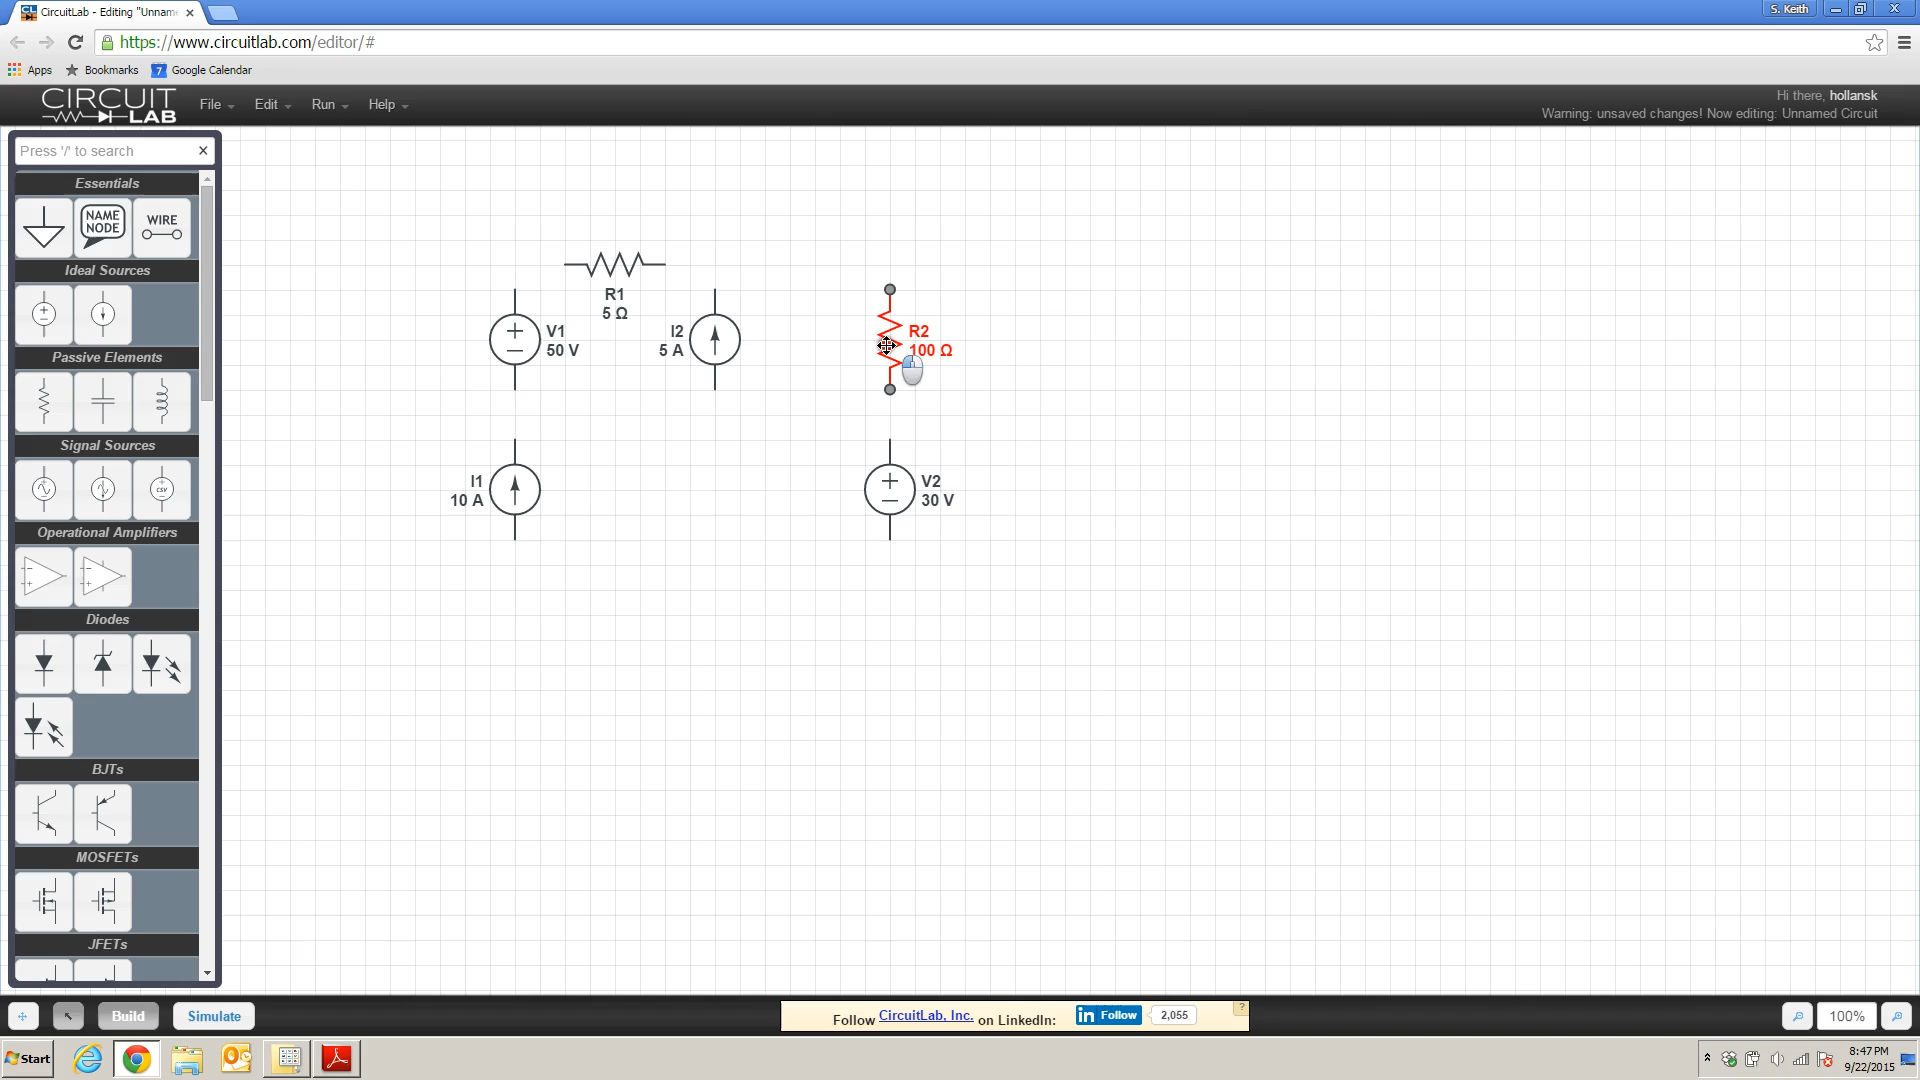 CircuitLab - Editing "Unnam
S. Keith
https://www.circuitlab.com/editor/#
Apps
Bookmarks
7
Google Calendar
CIRCUIT
LAB
File
Edit
Run
Help
Hi there, hollansk
Warning: unsaved changes! Now editing: Unnamed Circuit
Press '/' to search
Essentials
NAME
NODE
WIRE
Ideal Sources
Passive Elements
Signal Sources
csv
Operational Amplifiers
Diodes
BJTs
MOSFETs
JFETs
R1
5 Ω
V1
50 V
I2
5 A
R2
100 Ω
I1
10 A
V2
30 V
Build
Simulate
Follow CircuitLab, Inc. on LinkedIn:
in Follow
2,055
?
100%
Start
8:47 PM
9/22/2015